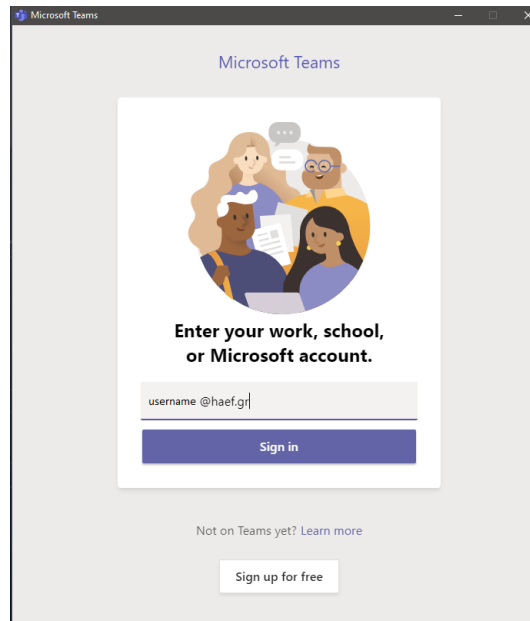 Microsoft Teams
Microsoft Teams
Enter your work, school,
or Microsoft account.
username @haef.gr
Sign in
Not on Teams yet? Learn more
Sign up for free